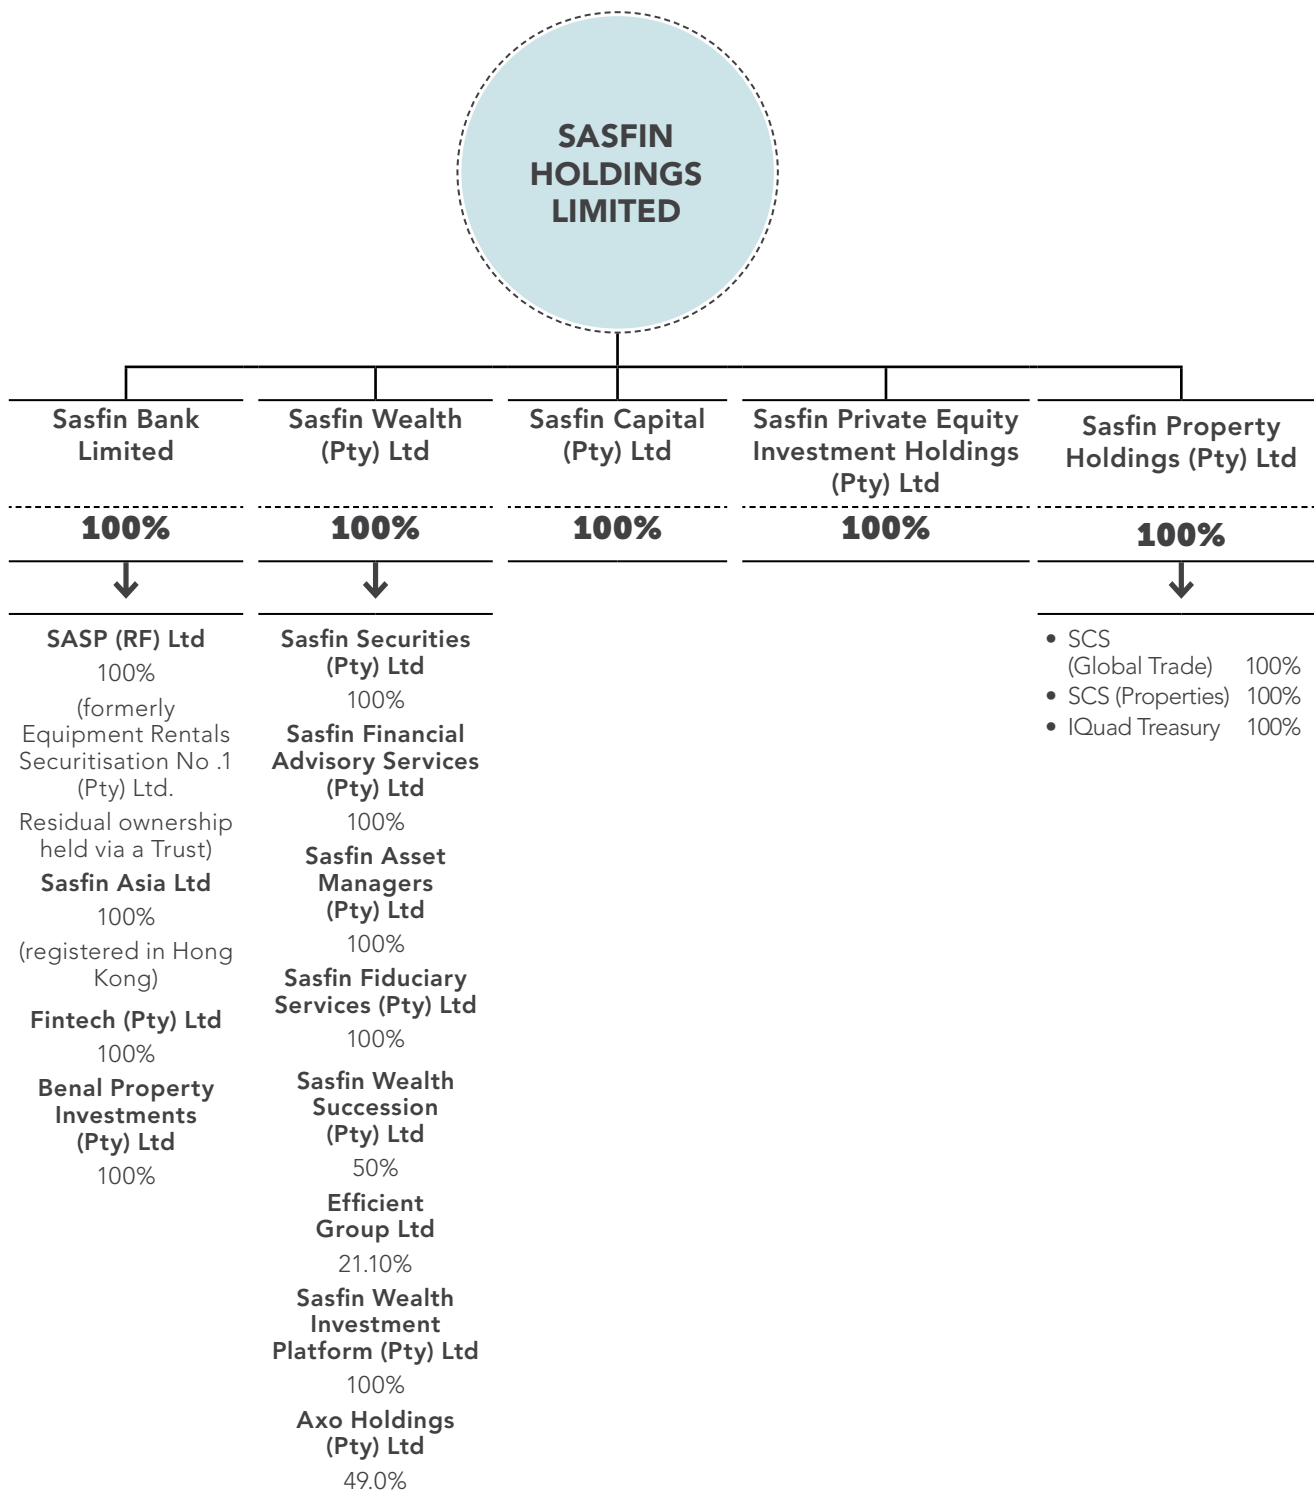 SASFIN
HOLDINGS
LIMITED
Sasfin Bank
Limited
100%
SASP (RF) Ltd
100%
(formerly
Equipment Rentals
Securitisation No .1
(Pty) Ltd.
Residual ownership
held via a Trust)
Sasfin Asia Ltd
100%
(registered in Hong
Kong)
Fintech (Pty) Ltd
100%
Benal Property
Investments
(Pty) Ltd
100%
Sasfin Wealth
(Pty) Ltd
100%
Sasfin Securities
(Pty) Ltd
100%
Sasfin Financial
Advisory Services
(Pty) Ltd
100%
Sasfin Asset
Managers
(Pty) Ltd
100%
Sasfin Fiduciary
Services (Pty) Ltd
100%
Sasfin Wealth
Succession
(Pty) Ltd
50%
Efficient
Group Ltd
21.10%
Sasfin Wealth
Investment
Platform (Pty) Ltd
100%
Axo Holdings
(Pty) Ltd
49.0%
Sasfin Capital
(Pty) Ltd
100%
Sasfin Private Equity
Investment Holdings
(Pty) Ltd
100%
Sasfin Property
Holdings (Pty) Ltd
100%
• SCS
(Global Trade) 100%
• SCS (Properties) 100%
• IQuad Treasury 100%